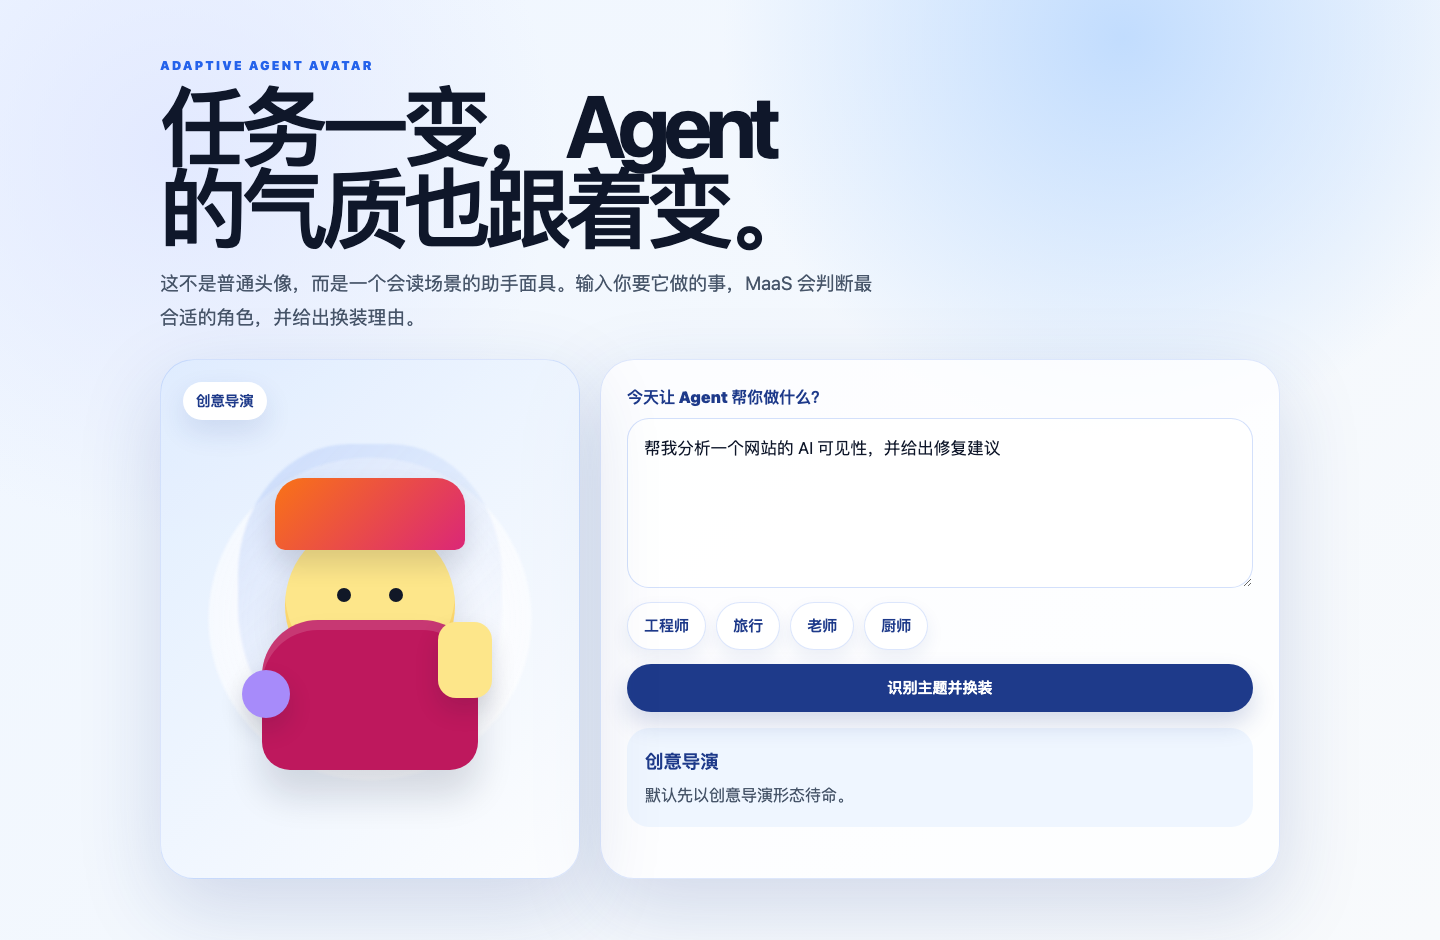 ADAPTIVE AGENT AVATAR
任务一变，Agent
的气质也跟着变。
这不是普通头像，而是一个会读场景的助手面具。输入你要它做的事，MaaS 会判断最
合适的角色，并给出换装理由。
创意导演
今天让 Agent 帮你做什么？
帮我分析一个网站的 AI 可见性，并给出修复建议
工程师
旅行
老师
厨师
识别主题并换装
创意导演
默认先以创意导演形态待命。